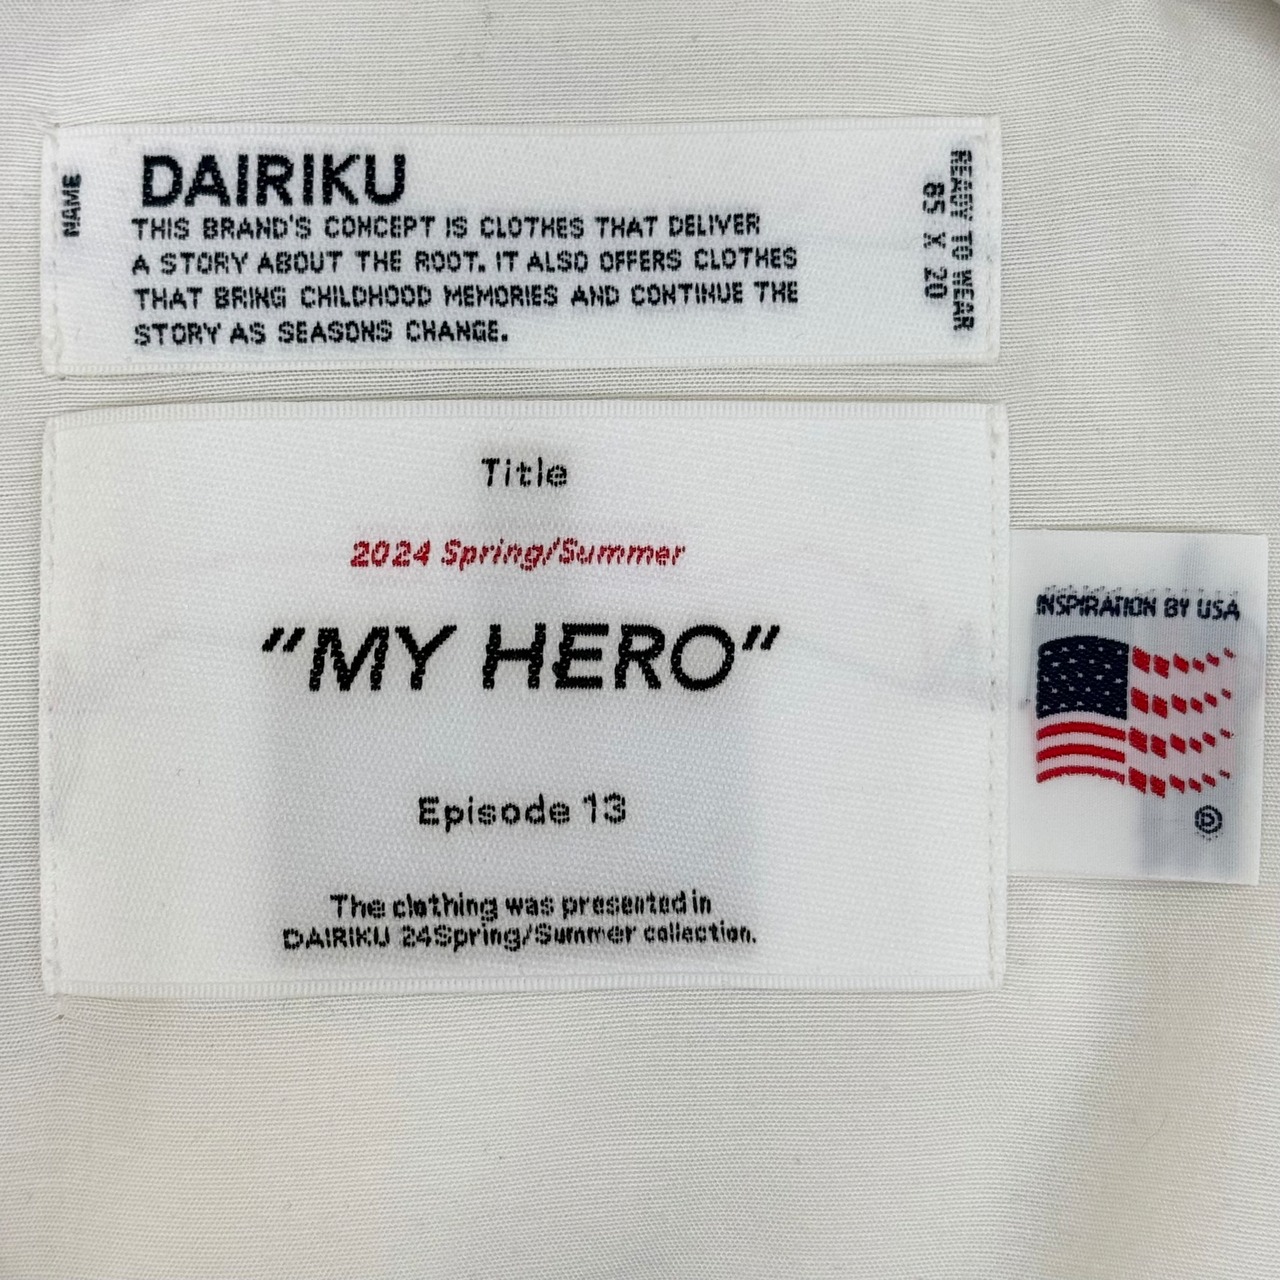 NAME
DAIRIKU
THIS BRAND'S CONCEPT IS CLOTHES THAT DELIVER
A STORY ABOUT THE ROOT. IT ALSO OFFERS CLOTHES
THAT BRING CHILDHOOD MEMORIES AND CONTINUE THE
STORY AS SEASONS CHANGE.
READY TO WEAR
85 X 20
Title
2024 Spring/Summer
"MY HERO"
Episode 13
The clothing was presented in
DAIRIKU 24Spring/Summer collection.
INSPIRATION BY USA
Ⓓ